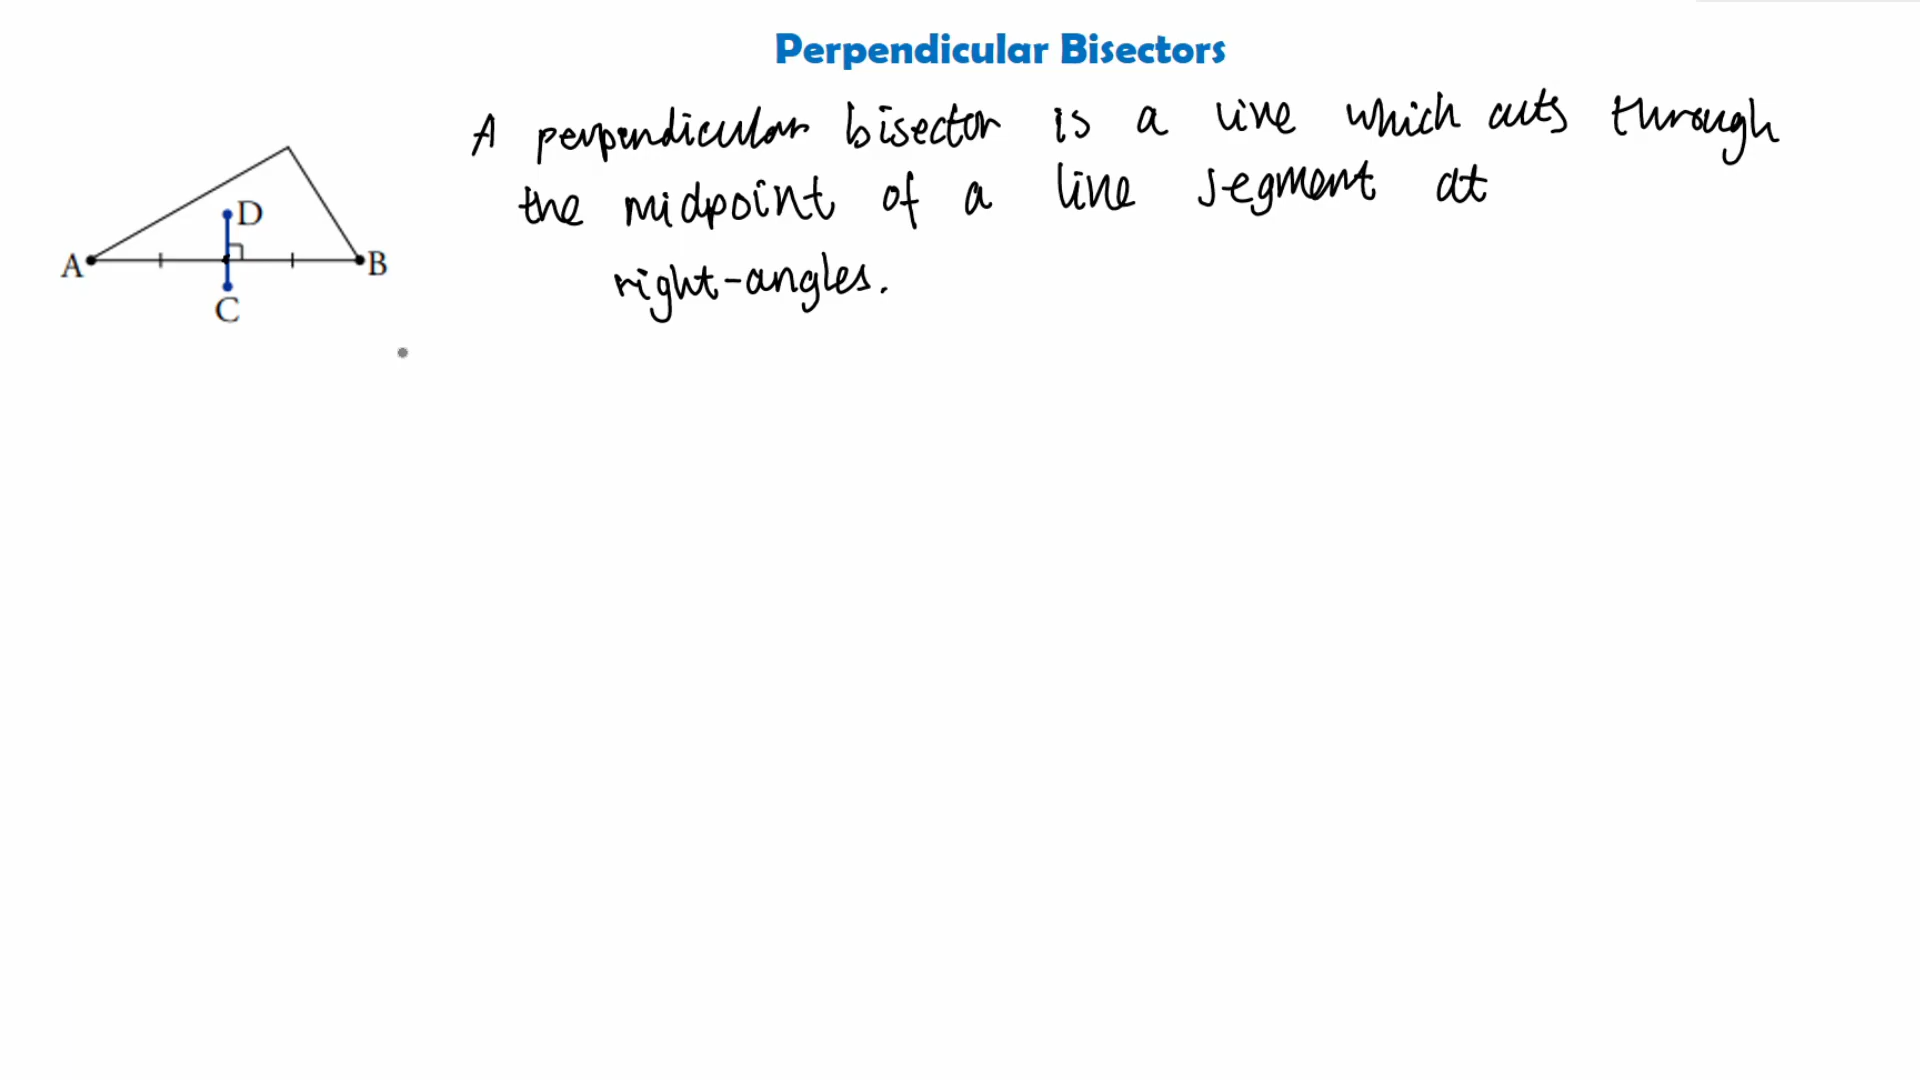 Perpendicular Bisectors
A perpendicular bisector is a line which cuts through
the midpoint of a line segment at
right-angles.
D
A
B
C